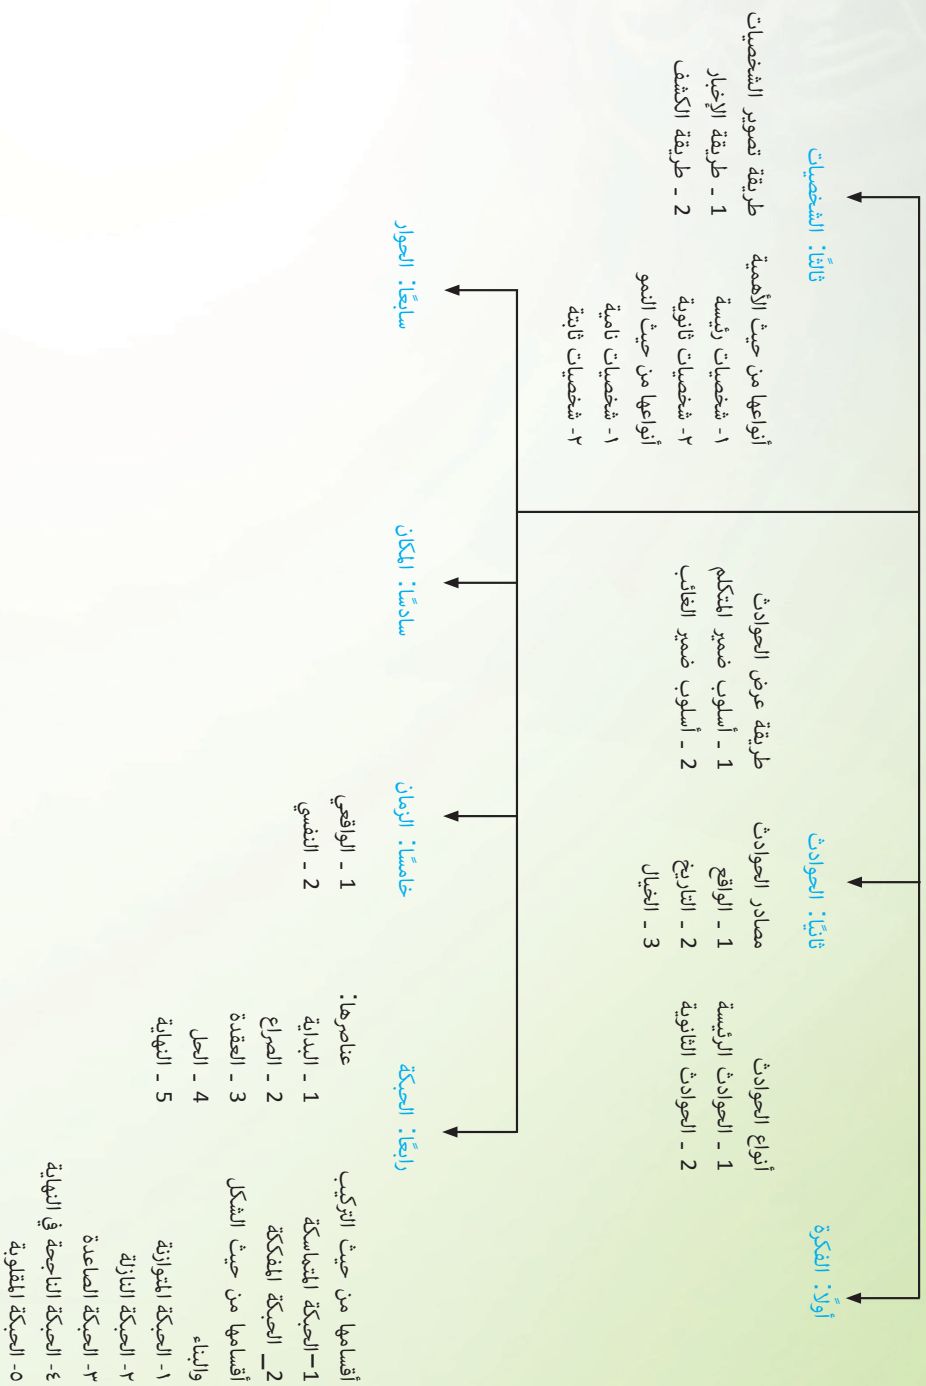 أولًا: الفكرة
ثانيًا: الحوادث
أنواع الحوادث
1 ـ الحوادث الرئيسة
2 ـ الحوادث الثانوية
مصادر الحوادث
1 ـ الواقع
2 ـ التاريخ
3 ـ الخيال
طريقة عرض الحوادث
1 ـ أسلوب ضمير المتكلم
2 ـ أسلوب ضمير الغائب
ثالثًا: الشخصيات
أنواعها من حيث الأهمية
١- شخصيات رئيسة
٢- شخصيات ثانوية
أنواعها من حيث النمو
١- شخصيات نامية
٢- شخصيات ثابتة
طريقة تصوير الشخصيات
1 ـ طريقة الإخبار
2 ـ طريقة الكشف
رابعًا: الحبكة
أقسامها من حيث التركيب
1–الحبكة المتماسكة
2_ الحبكة المفككة
أقسامها من حيث الشكل
والبناء
١- الحبكة المتوازنة
٢- الحبكة النازلة
٣- الحبكة الصاعدة
٤- الحبكة الناجحة في النهاية
٥- الحبكة المقلوبة
عناصرها:
1 ـ البداية
2 ـ الصراع
3 ـ العقدة
4 ـ الحل
5 ـ النهاية
خامسًا: الزمان
1 ـ الواقعي
2 ـ النفسي
سادسًا: المكان
سابعًا: الحوار